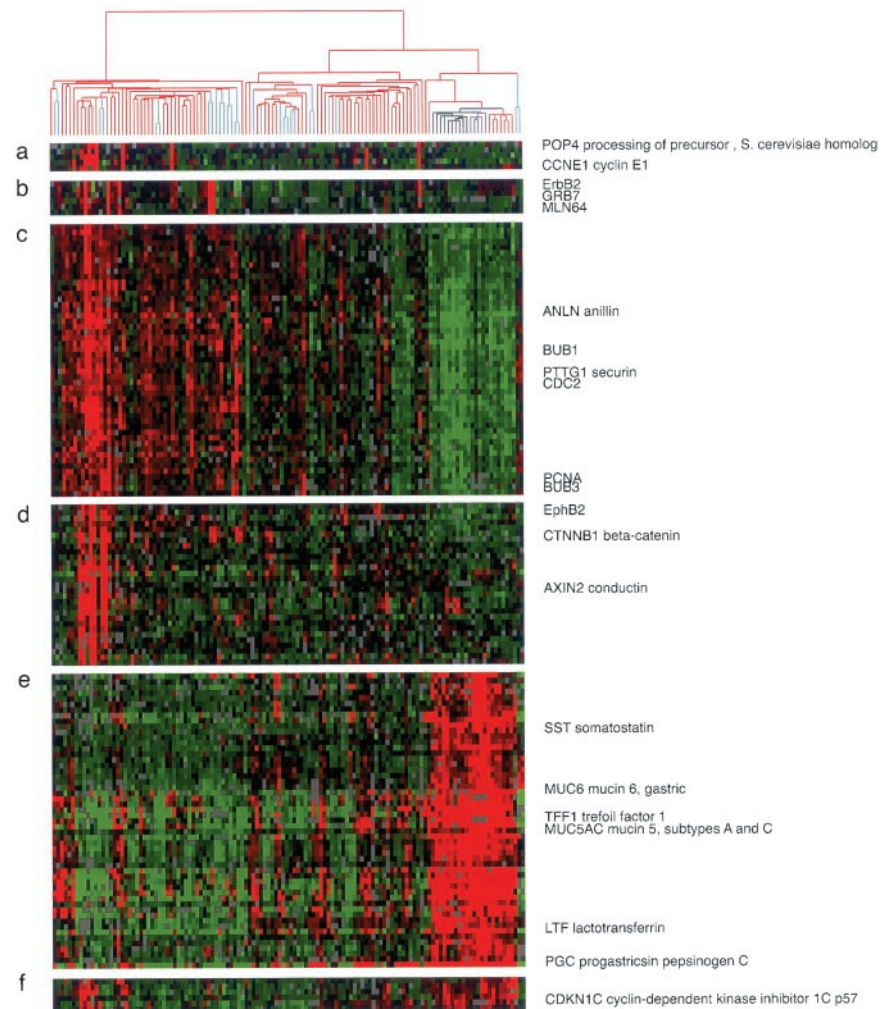 a
POP4 processing of precursor , S. cerevisiae homolog
CCNE1 cyclin E1
b
ErbB2
GRB7
MLN64
c
ANLN anillin
BUB1
PTTG1 securin
CDC2
PCNA
BUB3
d
EphB2
CTNNB1 beta-catenin
AXIN2 conductin
e
SST somatostatin
MUC6 mucin 6, gastric
TFF1 trefoil factor 1
MUC5AC mucin 5, subtypes A and C
LTF lactotransferrin
PGC progastricsin pepsinogen C
f
CDKN1C cyclin-dependent kinase inhibitor 1C p57